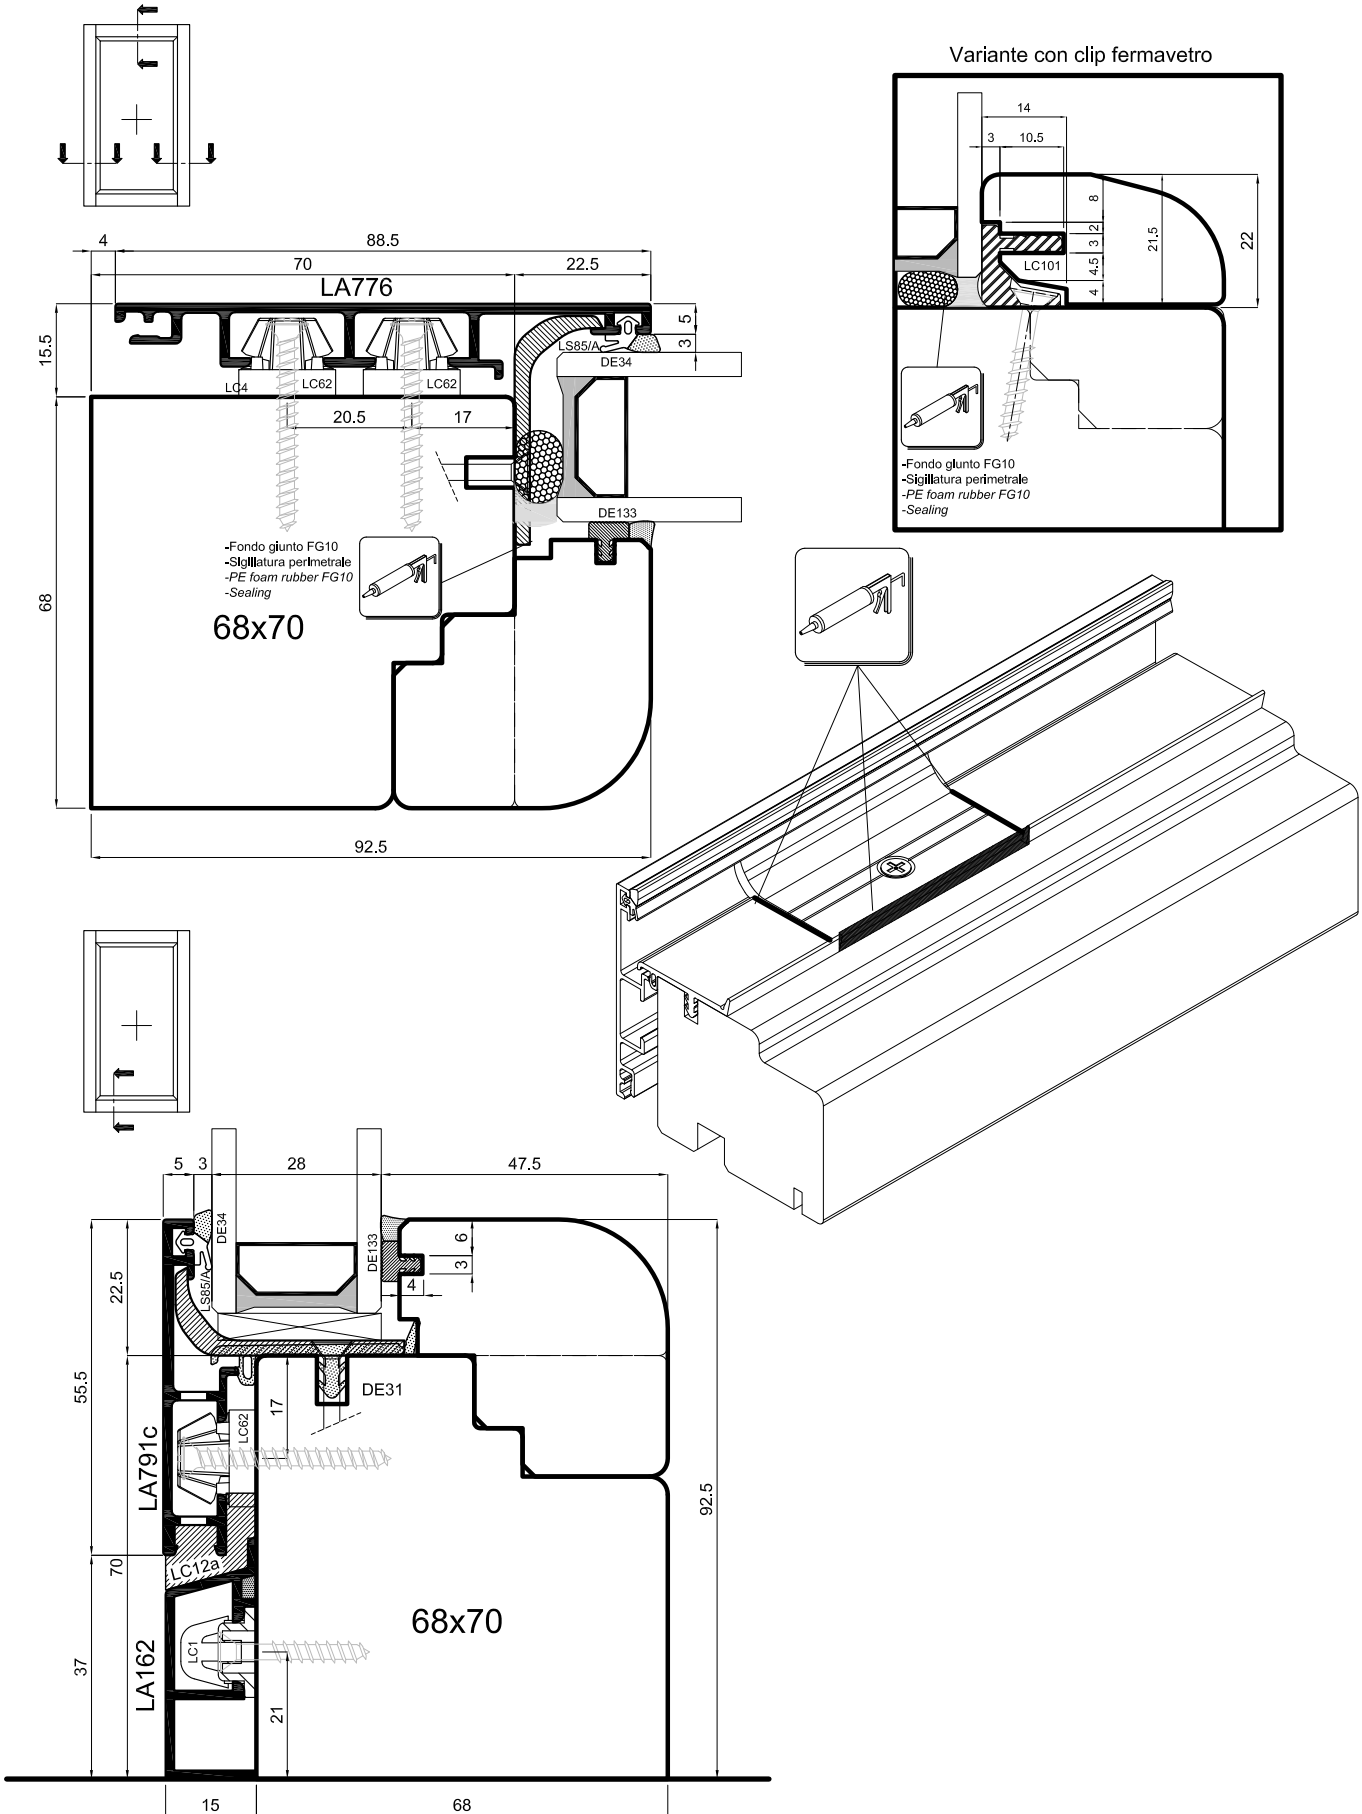 Variante con clip fermavetro
14
3
10.5
8
2
3
4.5
4
21.5
22
LC101
-Fondo giunto FG10
-Sigillatura perimetrale
-PE foam rubber FG10
-Sealing
4
88.5
70
22.5
LA776
15.5
5
3
LS85/A
DE34
LC4
LC62
LC62
20.5
17
DE133
-Fondo giunto FG10
-Sigillatura perimetrale
-PE foam rubber FG10
-Sealing
68
68x70
92.5
5
3
28
47.5
DE34
DE133
LS85/A
6
3
4
22.5
55.5
DE31
17
LC62
LA791c
92.5
70
LC12a
68x70
LC1
LA162
37
21
15
68